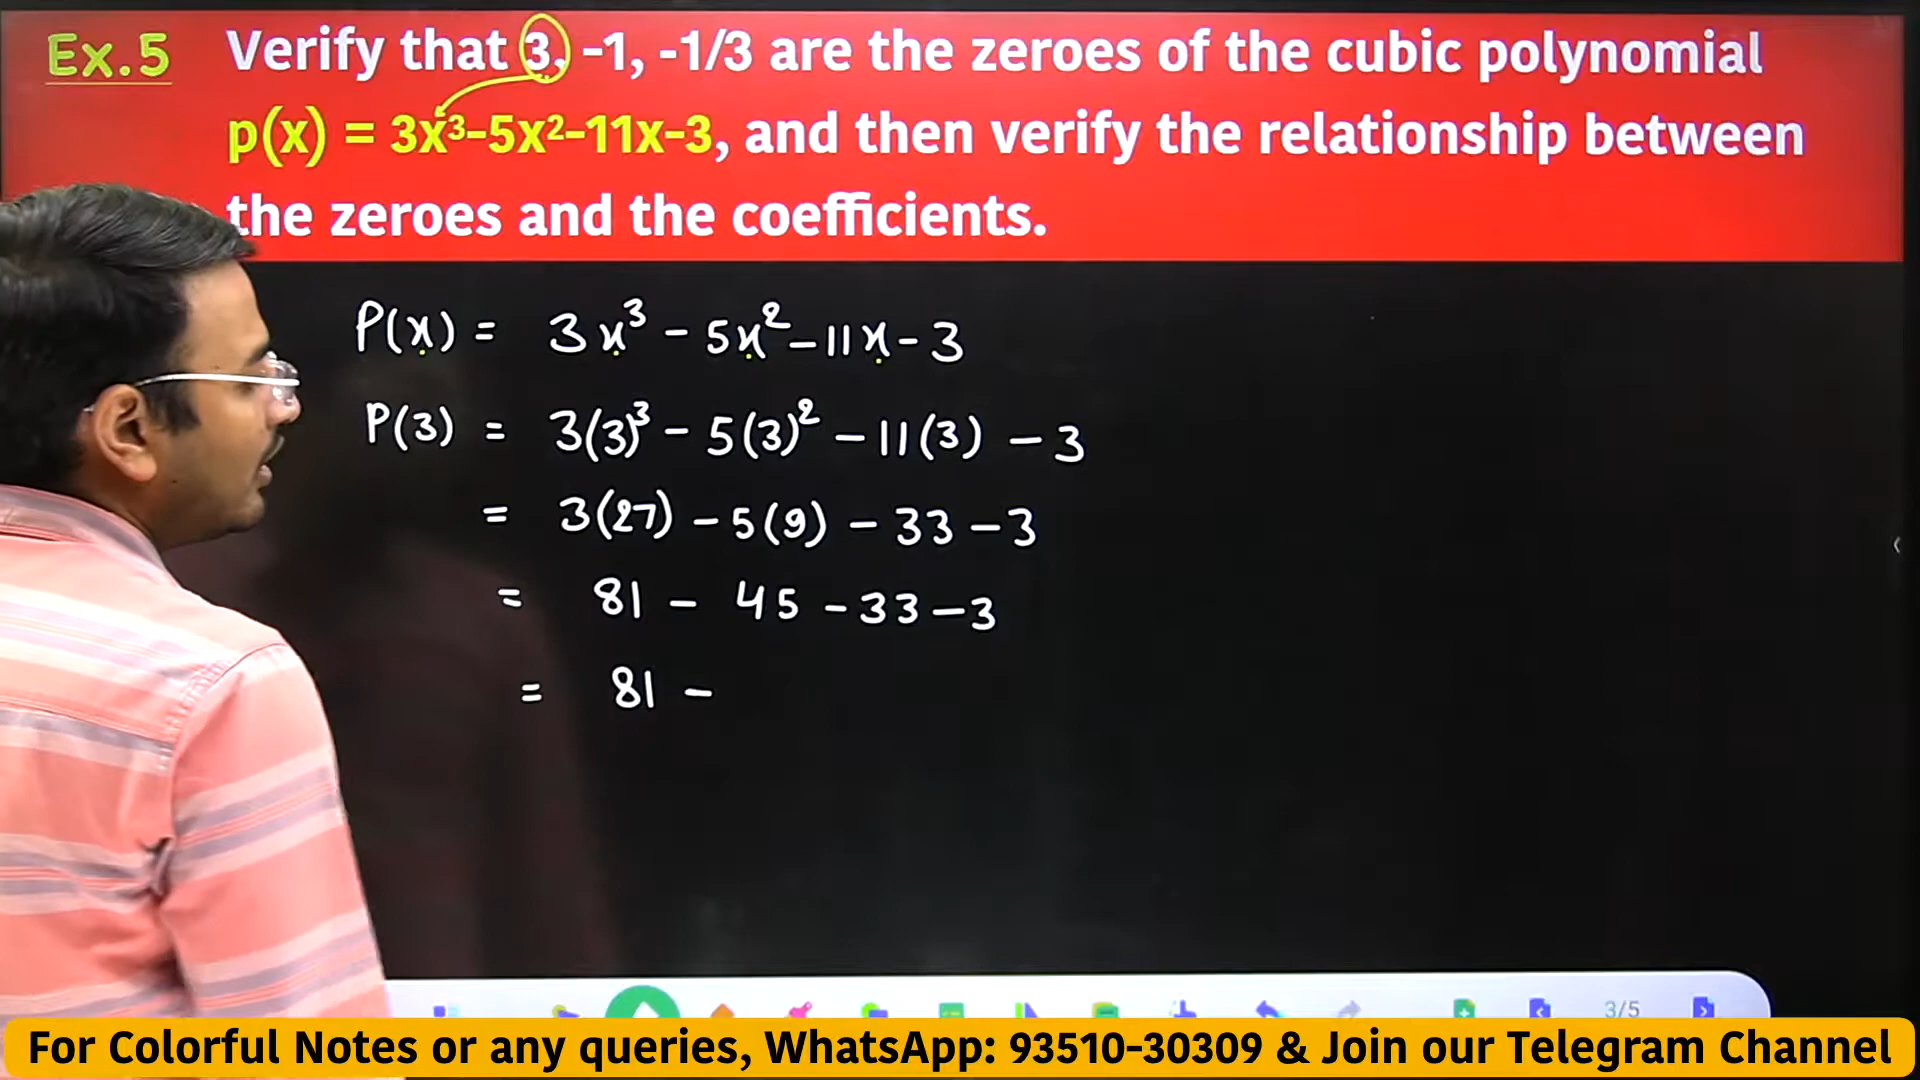 Ex.5 Verify that 3, -1, -1/3 are the zeroes of the cubic polynomial
p(x) = 3x³-5x²-11x-3, and then verify the relationship between
the zeroes and the coefficients.
P(x) = 3x³ - 5x² - 11x - 3
P(3) = 3(3)³ - 5(3)² - 11(3) - 3
= 3(27) - 5(9) - 33 - 3
= 81 - 45 - 33 - 3
= 81 -
3/5
For Colorful Notes or any queries, WhatsApp: 93510-30309 & Join our Telegram Channel